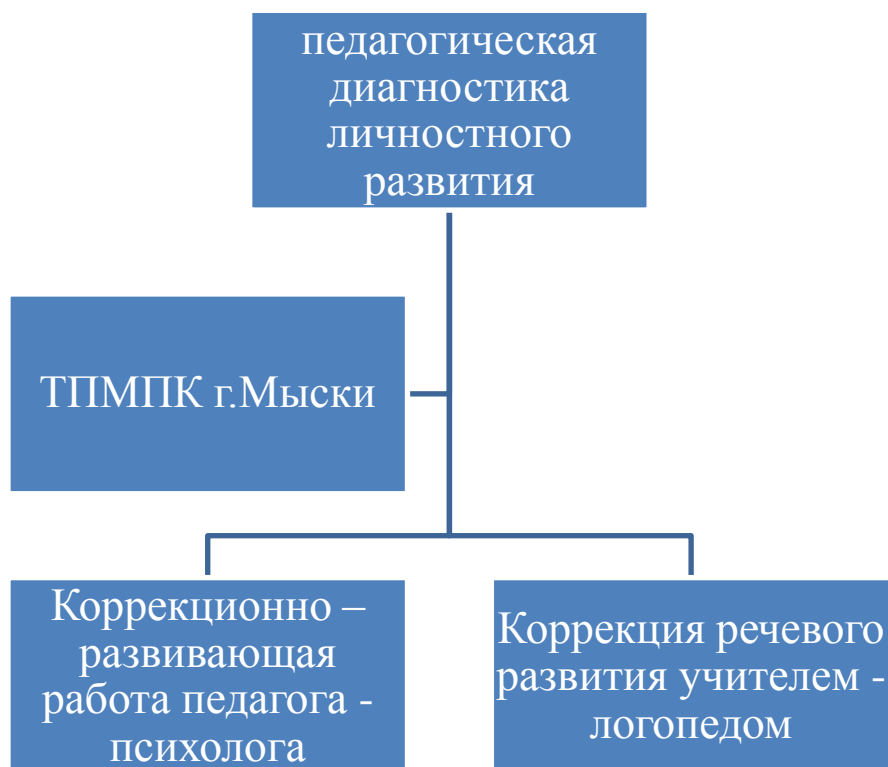 педагогическая
диагностика
личностного
развития
ТПМПК г.Мыски
Коррекционно –
развивающая
работа педагога -
психолога
Коррекция речевого
развития учителем -
логопедом